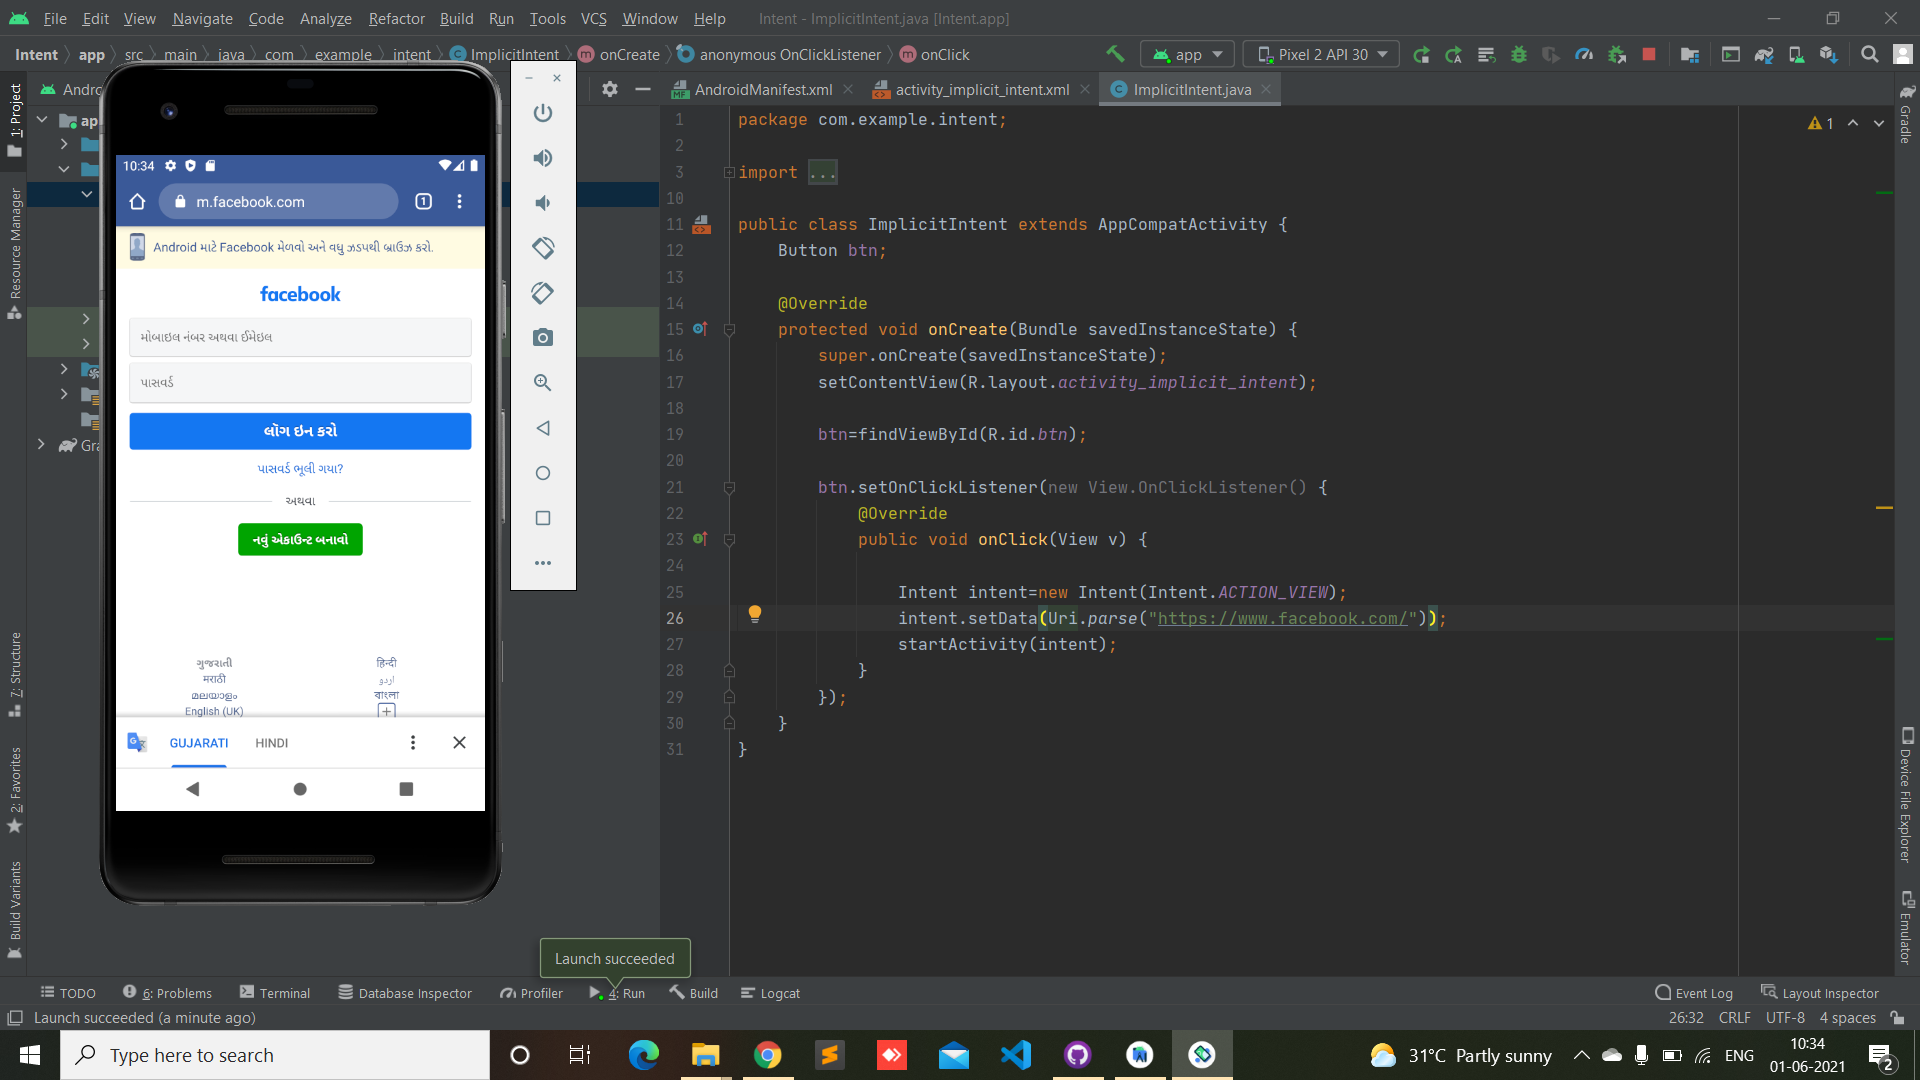 File Edit View Navigate Code Analyze Refactor Build Run Tools VCS Window Help Intent - ImplicitIntent.java [Intent.app]
Intent app src main java com example intent ImplicitIntent onCreate anonymous OnClickListener onClick app Pixel 2 API 30
AndroidManifest.xml activity_implicit_intent.xml ImplicitIntent.java
1: Project
Resource Manager
7: Structure
2: Favorites
Build Variants
10:34
m.facebook.com
1
Android માટે Facebook મેળવો અને વધુ ઝડપથી બ્રાઉઝ કરો.
facebook
મોબાઇલ નંબર અથવા ઈમેઇલ
પાસવર્ડ
લૉગ ઇન કરો
પાસવર્ડ ભૂલી ગયા?
અથવા
નવું એકાઉન્ટ બનાવો
ગુજરાતી हिन्दी
मराठी اردو
മലയാളം বাংলা
English (UK)
GUJARATI HINDI
1 package com.example.intent;
2
3 import ...
10
11 public class ImplicitIntent extends AppCompatActivity {
12 Button btn;
13
14 @Override
15 protected void onCreate(Bundle savedInstanceState) {
16 super.onCreate(savedInstanceState);
17 setContentView(R.layout.activity_implicit_intent);
18
19 btn=findViewById(R.id.btn);
20
21 btn.setOnClickListener(new View.OnClickListener() {
22 @Override
23 public void onClick(View v) {
24
25 Intent intent=new Intent(Intent.ACTION_VIEW);
26 intent.setData(Uri.parse("https://www.facebook.com/"));
27 startActivity(intent);
28 }
29 });
30 }
31 }
1
Gradle
Device File Explorer
Emulator
Launch succeeded
TODO 6: Problems Terminal Database Inspector Profiler 4: Run Build Logcat Event Log Layout Inspector
Launch succeeded (a minute ago) 26:32 CRLF UTF-8 4 spaces
Type here to search 31°C Partly sunny ENG 10:34
01-06-2021
2